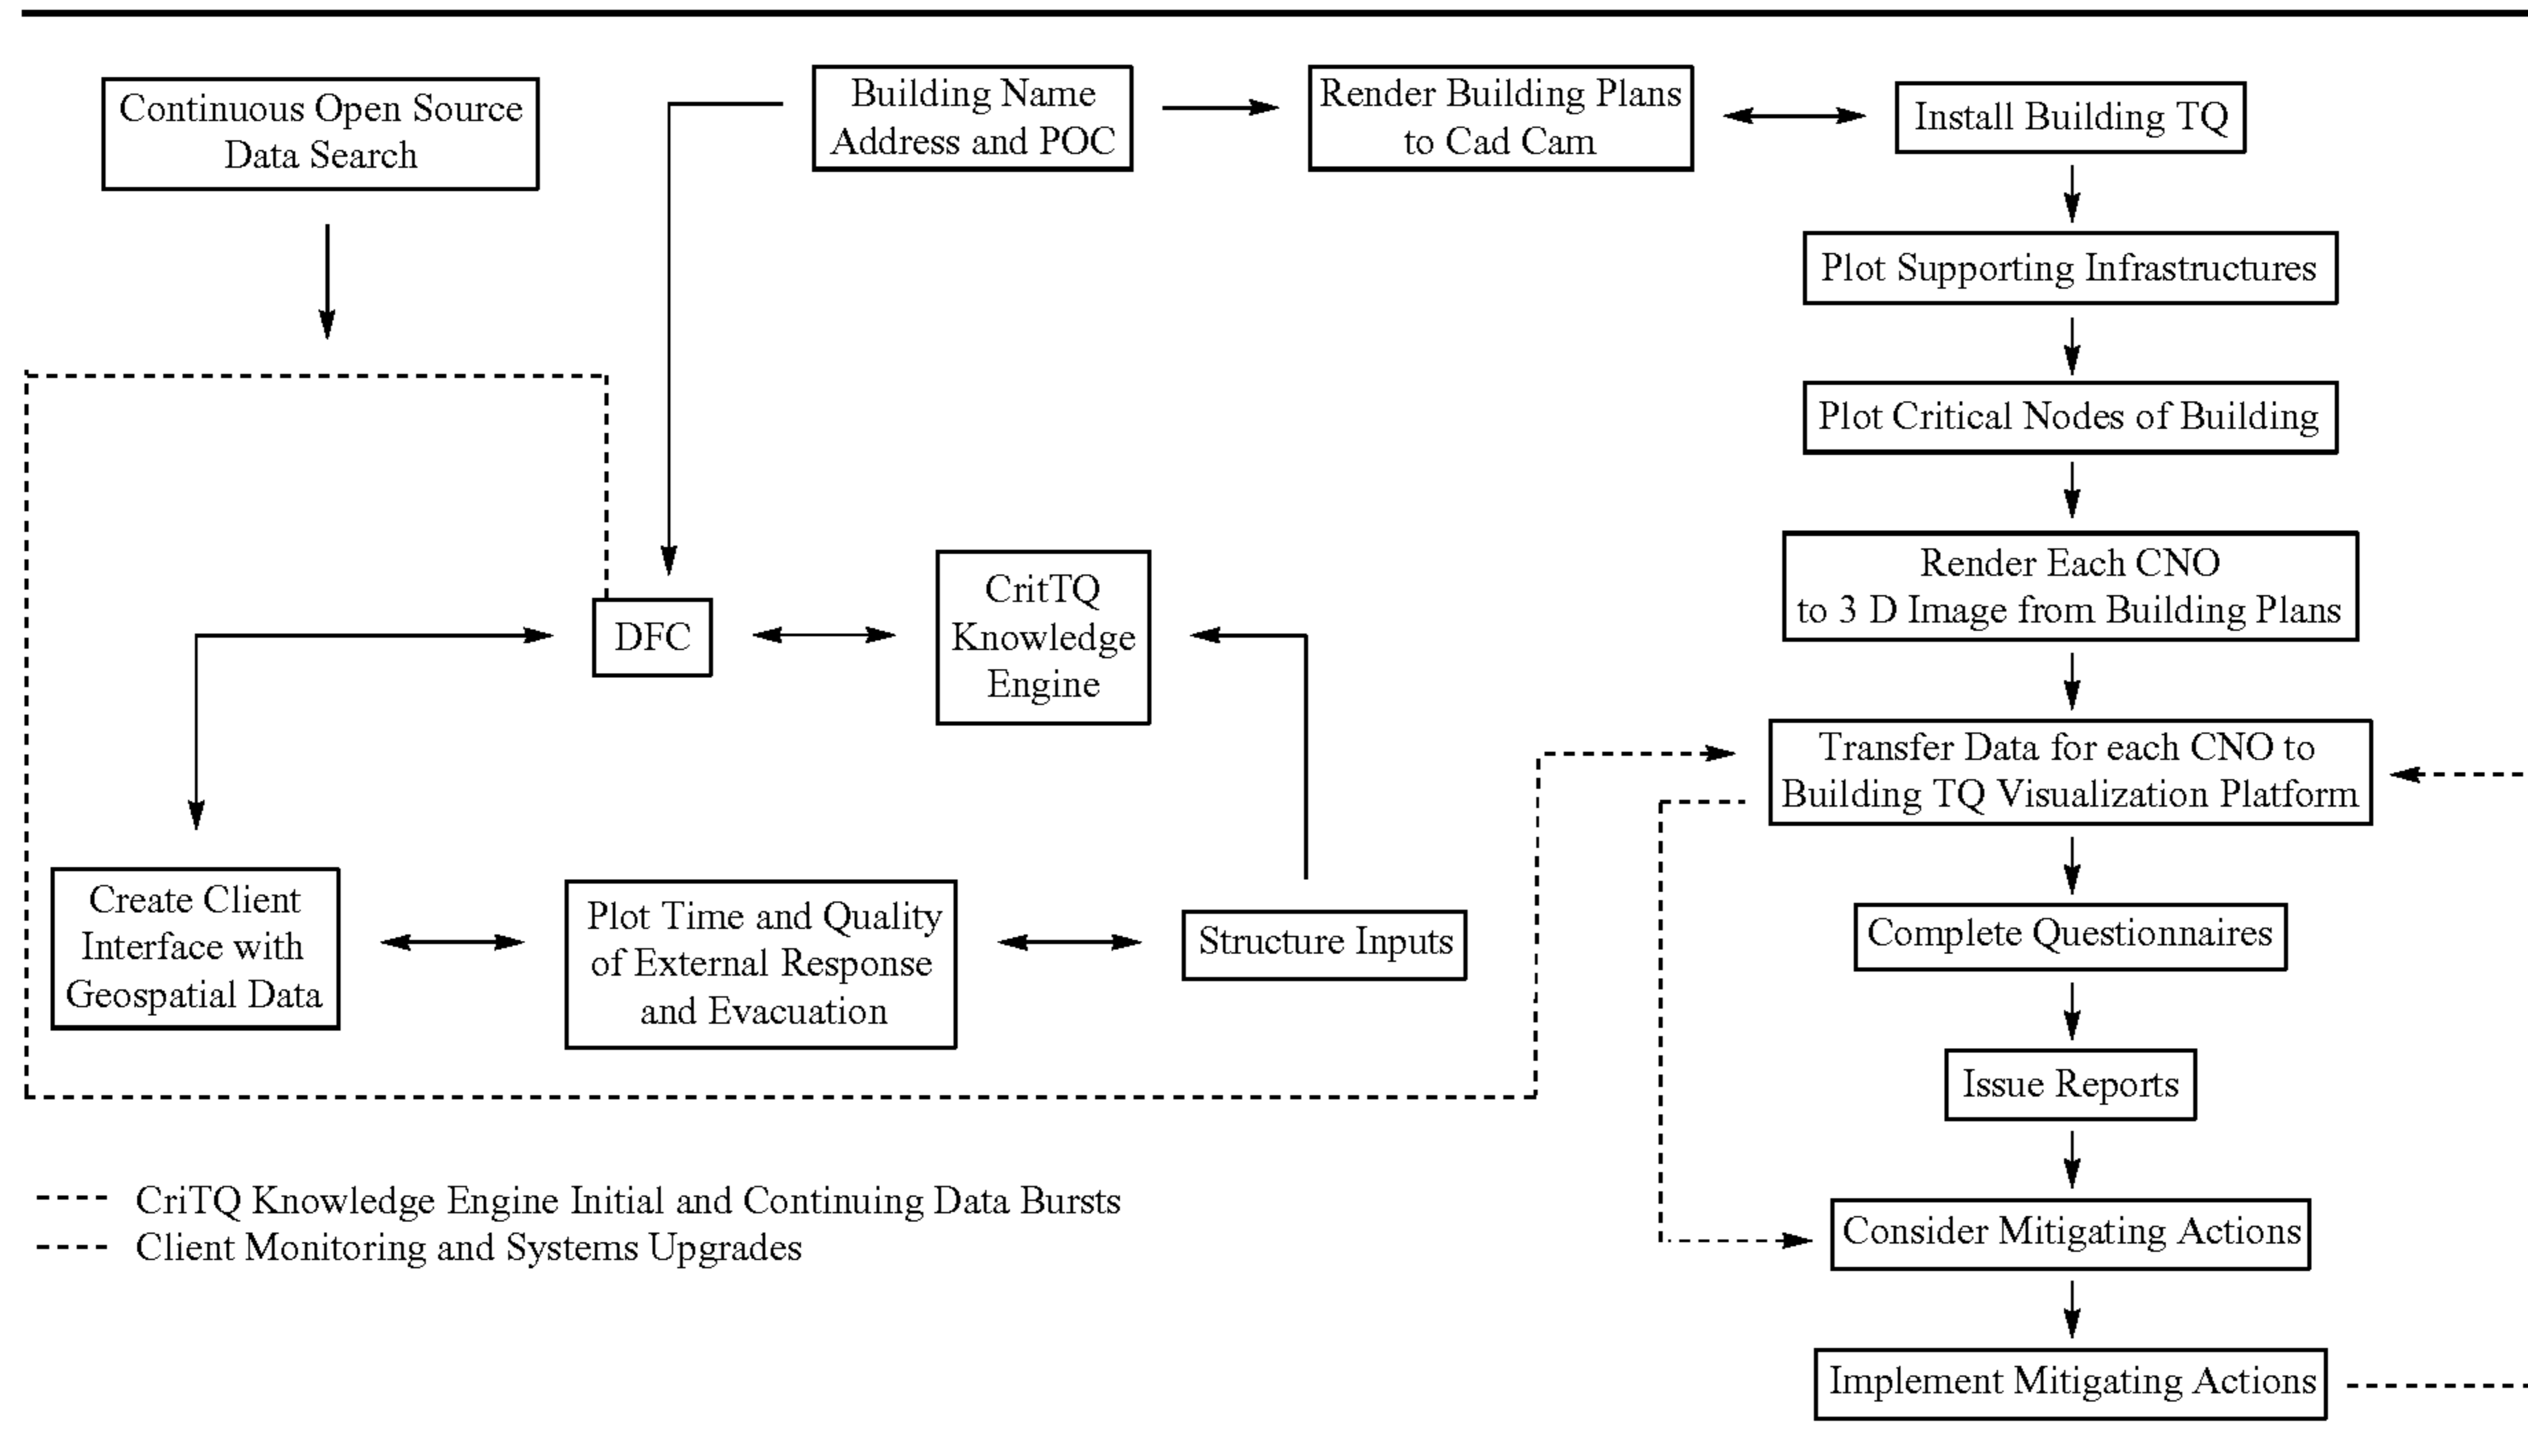 Continuous Open Source
Data Search
Building Name
Address and POC
Render Building Plans
to Cad Cam
Install Building TQ
Plot Supporting Infrastructures
Plot Critical Nodes of Building
Render Each CNO
to 3 D Image from Building Plans
DFC
CritTQ
Knowledge
Engine
Transfer Data for each CNO to
Building TQ Visualization Platform
Create Client
Interface with
Geospatial Data
Plot Time and Quality
of External Response
and Evacuation
Structure Inputs
Complete Questionnaires
Issue Reports
Consider Mitigating Actions
Implement Mitigating Actions
---- CriTQ Knowledge Engine Initial and Continuing Data Bursts
---- Client Monitoring and Systems Upgrades